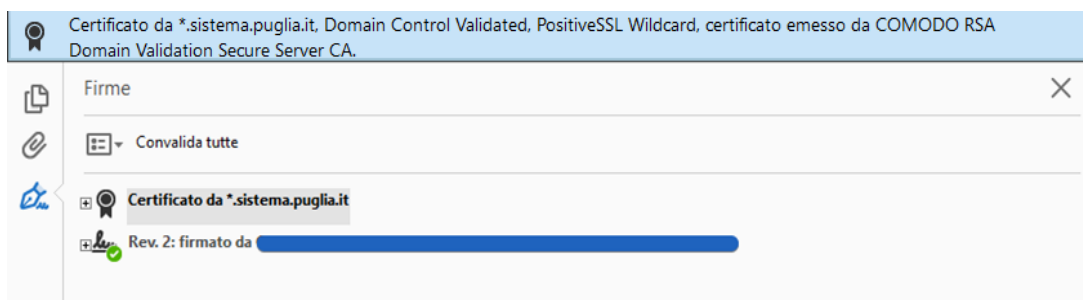 Certificato da *.sistema.puglia.it, Domain Control Validated, PositiveSSL Wildcard, certificato emesso da COMODO RSA
Domain Validation Secure Server CA.
Firme
Convalida tutte
Certificato da *.sistema.puglia.it
Rev. 2: firmato da